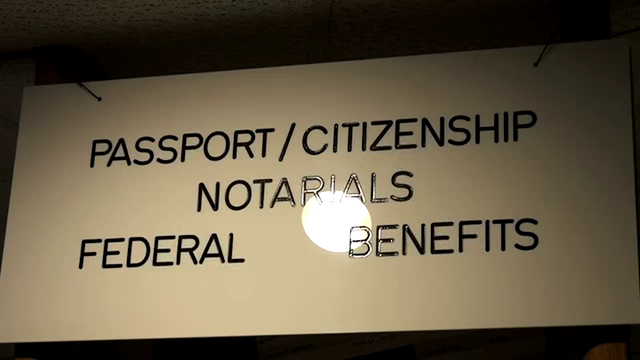 PASSPORT/CITIZENSHIP
NOTARIALS
FEDERAL BENEFITS